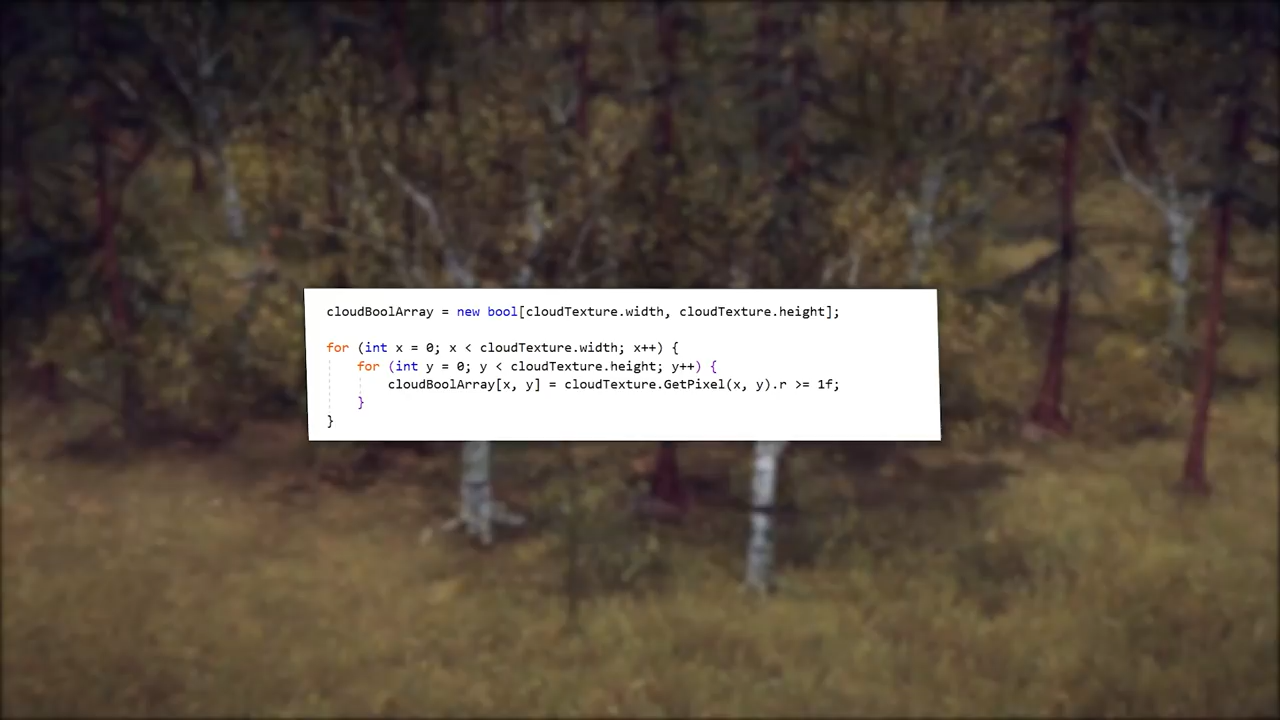 cloudBoolArray = new bool[cloudTexture.width, cloudTexture.height];
for (int x = 0; x < cloudTexture.width; x++) {
for (int y = 0; y < cloudTexture.height; y++) {
cloudBoolArray[x, y] = cloudTexture.GetPixel(x, y).r >= 1f;
}
}